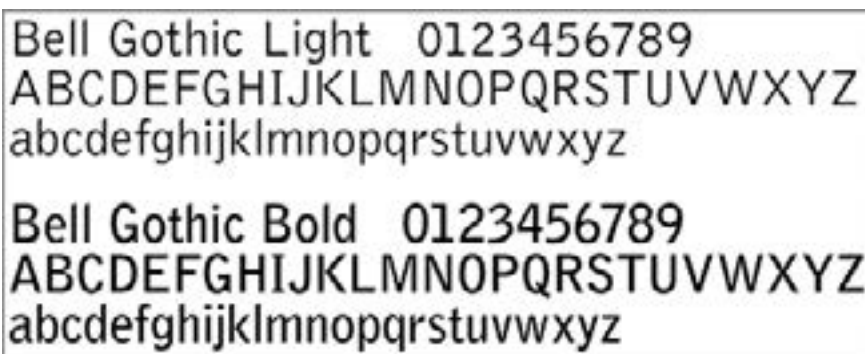 Bell Gothic Light 0123456789
ABCDEFGHIJKLMNOPQRSTUVWXYZ
abcdefghijklmnopqrstuvwxyz
Bell Gothic Bold 0123456789
ABCDEFGHIJKLMNOPQRSTUVWXYZ
abcdefghijklmnopqrstuvwxyz